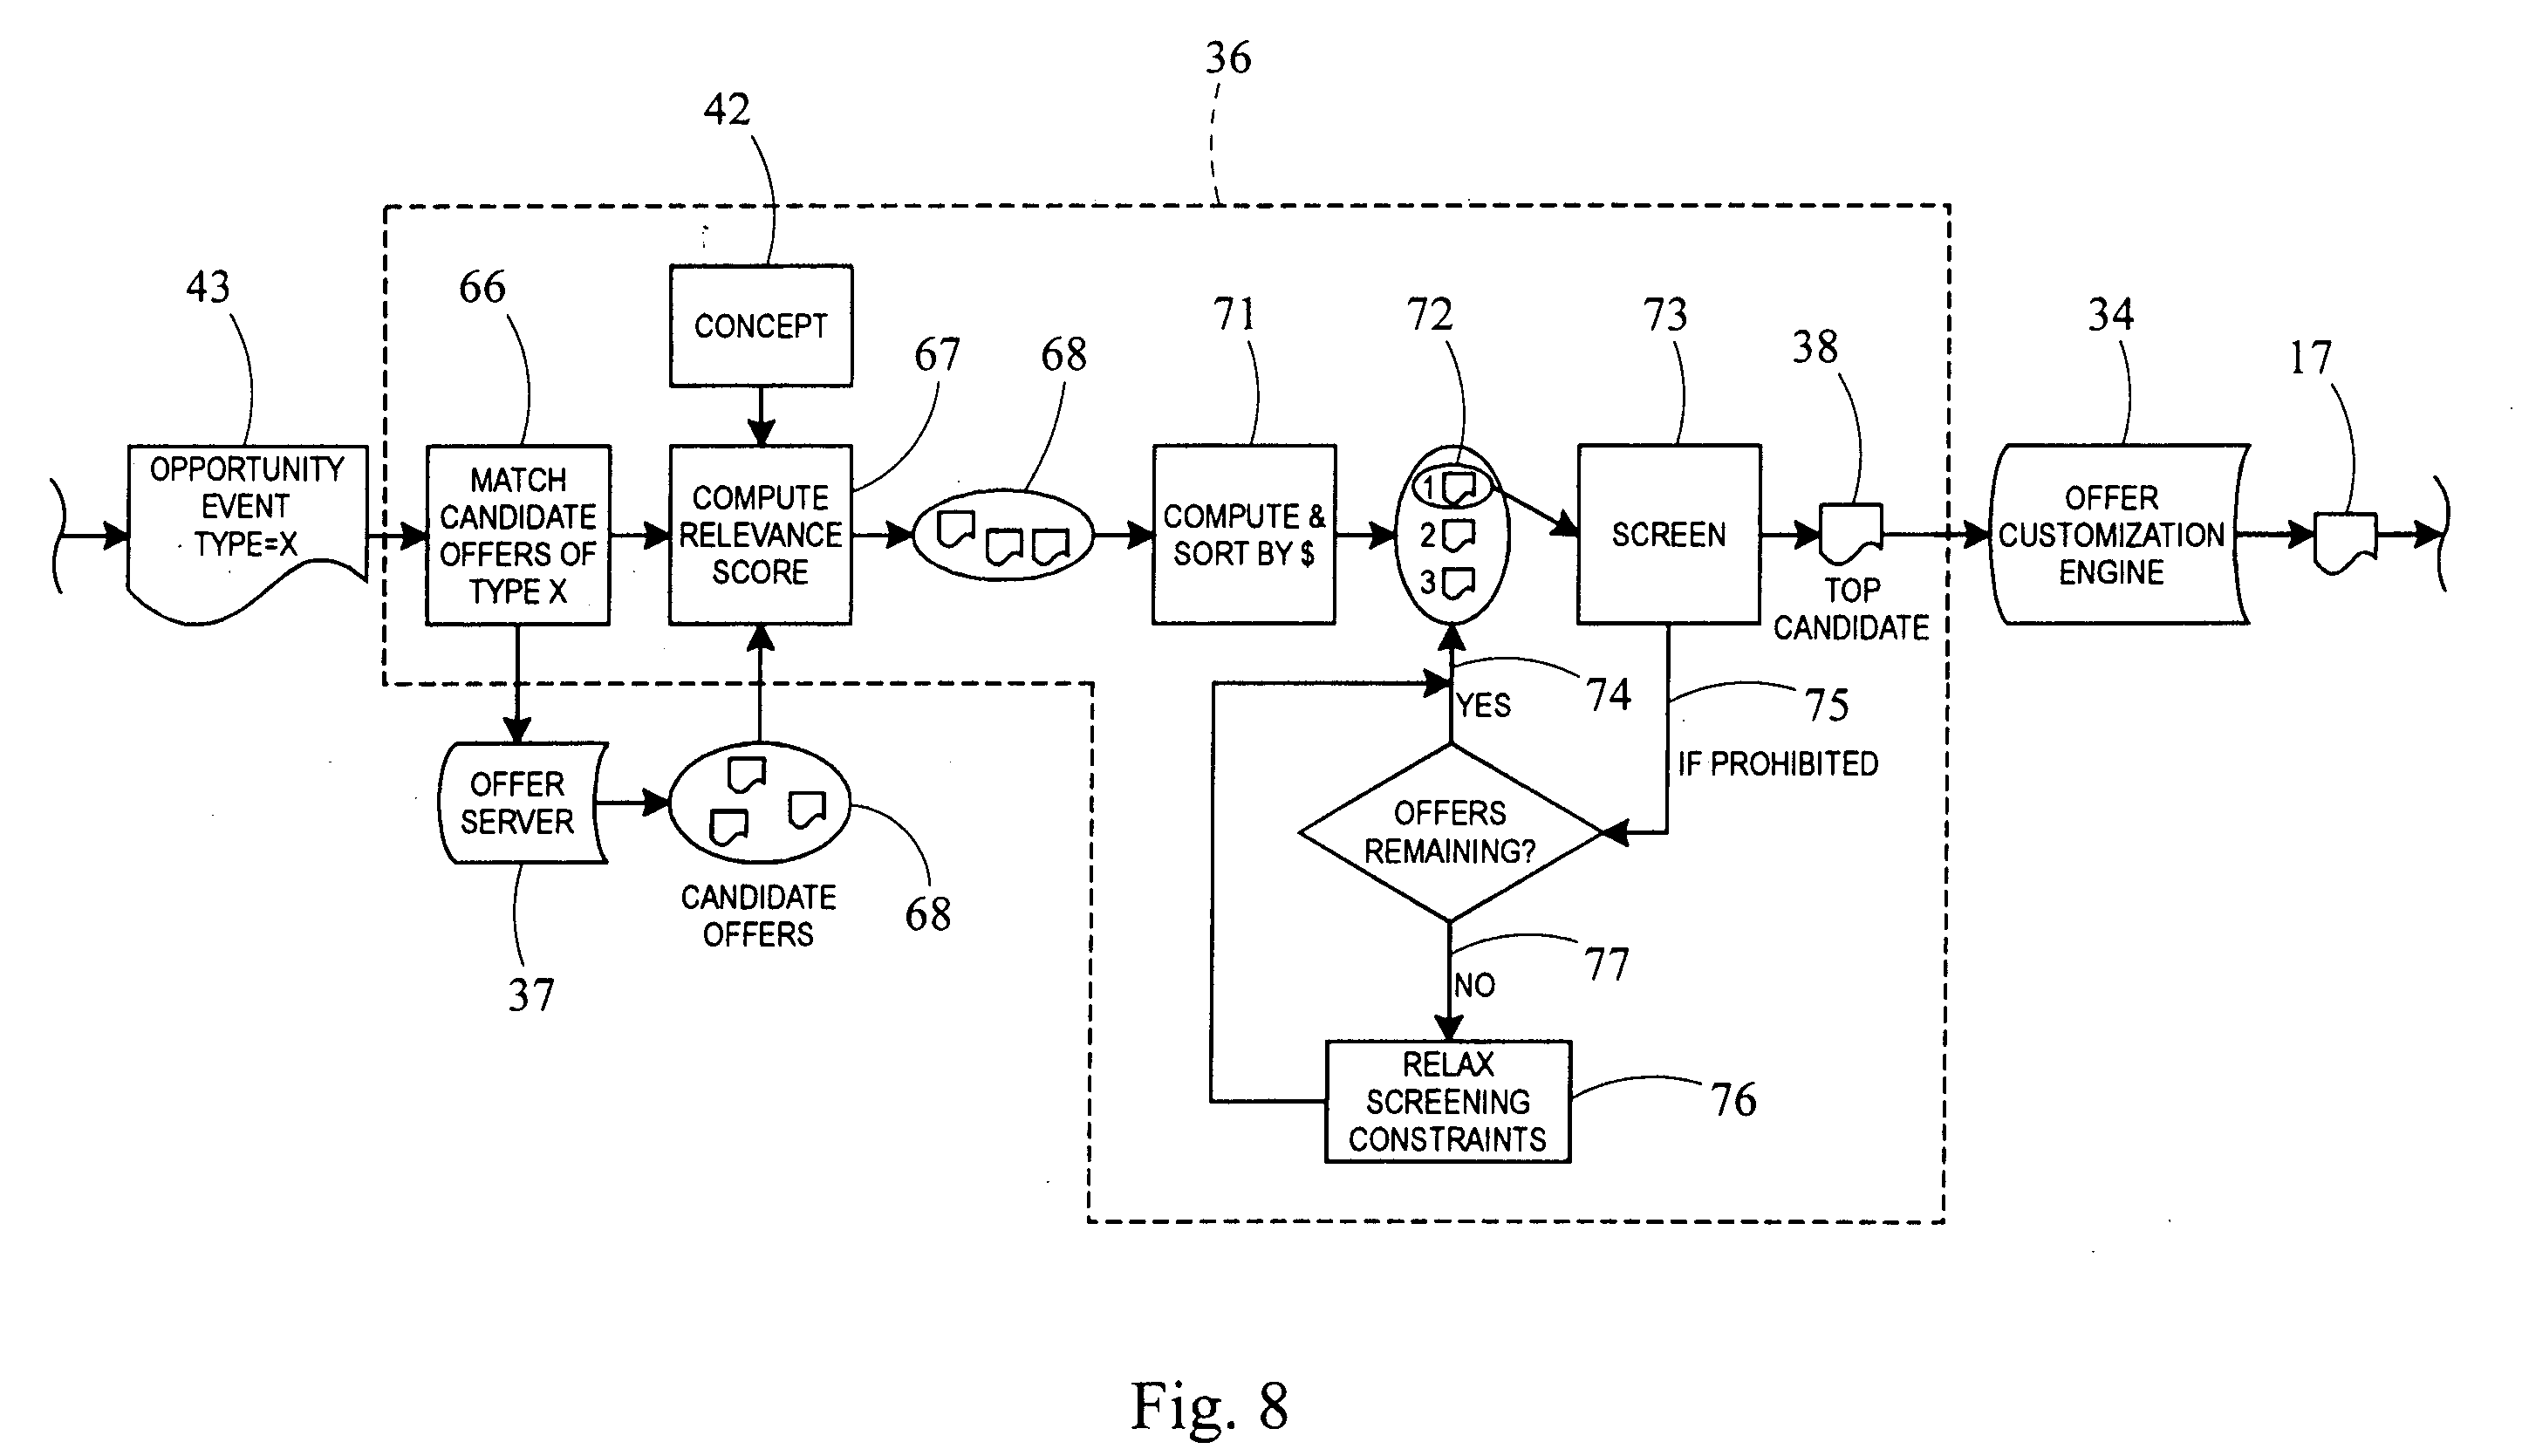 36
42
43
66
CONCEPT
67
68
71
72
73
38
34
17
OPPORTUNITY
EVENT
TYPE=X
MATCH
CANDIDATE
OFFERS OF
TYPE X
COMPUTE
RELEVANCE
SCORE
COMPUTE &
SORT BY $
1
2
3
SCREEN
TOP
CANDIDATE
OFFER
CUSTOMIZATION
ENGINE
74
YES
75
IF PROHIBITED
OFFER
SERVER
37
CANDIDATE
OFFERS
68
OFFERS
REMAINING?
77
NO
RELAX
SCREENING
CONSTRAINTS
76
Fig. 8